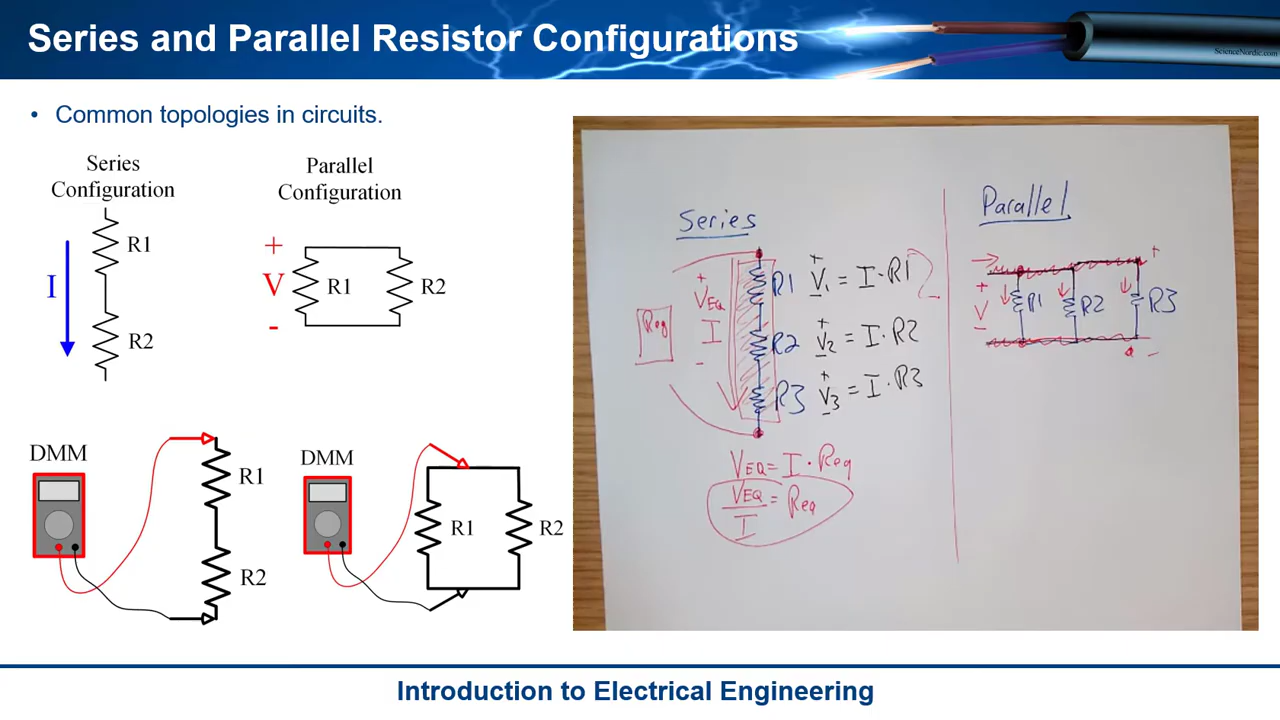 Series and Parallel Resistor Configurations
ScienceNordic.com
• Common topologies in circuits.
Series
Configuration
R1
I
R2
Parallel
Configuration
+
V
-
R1
R2
DMM
R1
R2
DMM
R1
R2
Series
Req
+
VEQ
I
-
R1
+
V1 = I·R1
-
R2
+
V2 = I·R2
-
R3
+
V3 = I·R3
-
VEQ = I · Req
VEQ
I
= Req
Parallel
+
+
V
-
R1
R2
R3
-
Introduction to Electrical Engineering